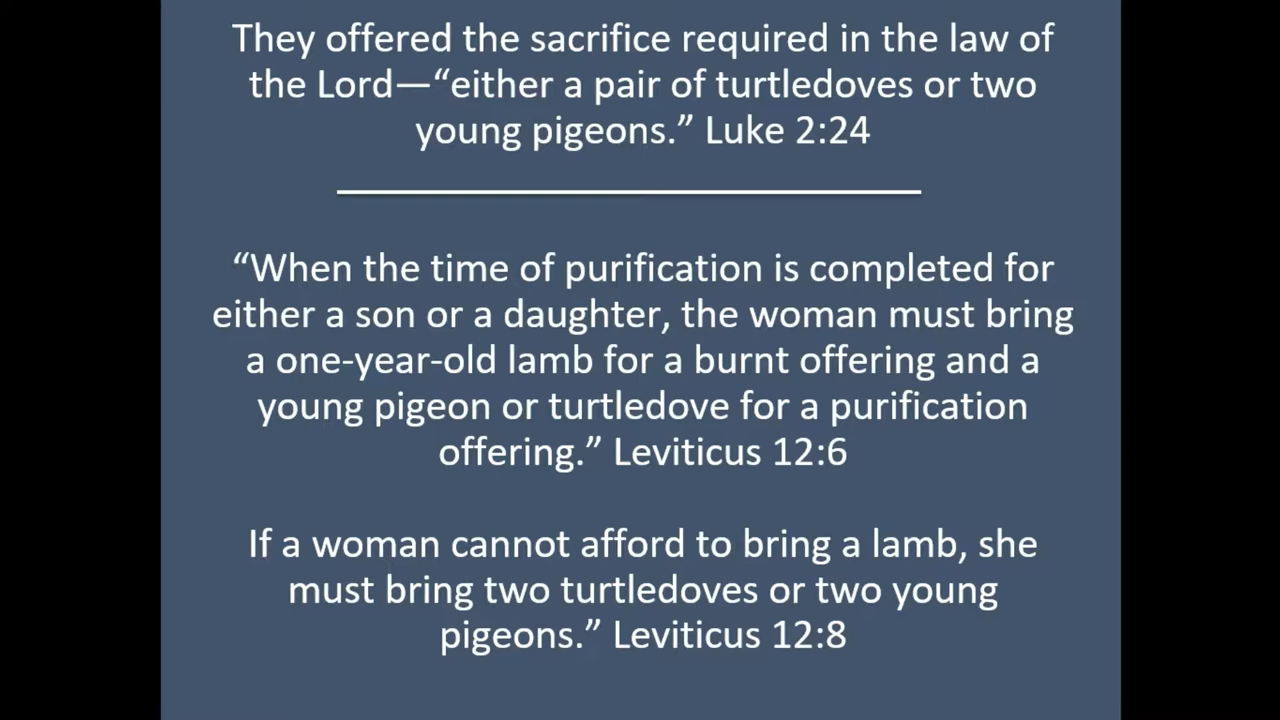 They offered the sacrifice required in the law of
the Lord—“either a pair of turtledoves or two
young pigeons.” Luke 2:24
“When the time of purification is completed for
either a son or a daughter, the woman must bring
a one-year-old lamb for a burnt offering and a
young pigeon or turtledove for a purification
offering.” Leviticus 12:6
If a woman cannot afford to bring a lamb, she
must bring two turtledoves or two young
pigeons.” Leviticus 12:8